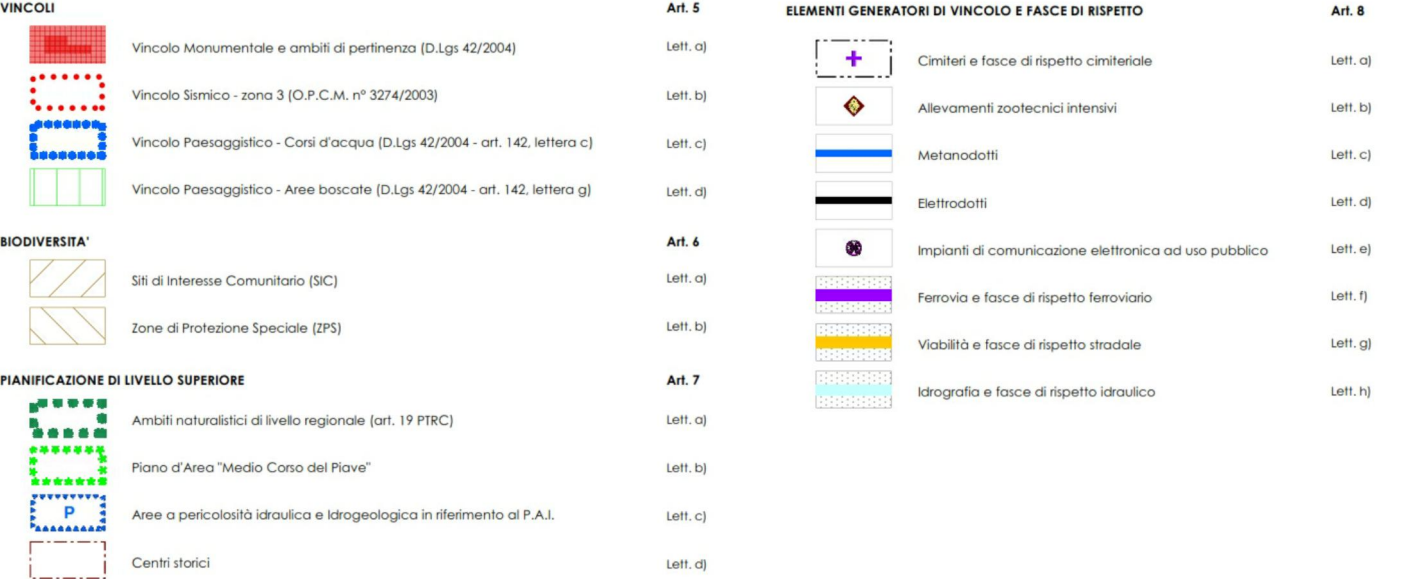 VINCOLI Art. 5
Vincolo Monumentale e ambiti di pertinenza (D.Lgs 42/2004) Lett. a)
Vincolo Sismico - zona 3 (O.P.C.M. n° 3274/2003) Lett. b)
Vincolo Paesaggistico - Corsi d'acqua (D.Lgs 42/2004 - art. 142, lettera c) Lett. c)
Vincolo Paesaggistico - Aree boscate (D.Lgs 42/2004 - art. 142, lettera g) Lett. d)
BIODIVERSITA' Art. 6
Siti di Interesse Comunitario (SIC) Lett. a)
Zone di Protezione Speciale (ZPS) Lett. b)
PIANIFICAZIONE DI LIVELLO SUPERIORE Art. 7
Ambiti naturalistici di livello regionale (art. 19 PTRC) Lett. a)
Piano d'Area "Medio Corso del Piave" Lett. b)
P Aree a pericolosità idraulica e Idrogeologica in riferimento al P.A.I. Lett. c)
Centri storici Lett. d)
ELEMENTI GENERATORI DI VINCOLO E FASCE DI RISPETTO Art. 8
Cimiteri e fasce di rispetto cimiteriale Lett. a)
Allevamenti zootecnici intensivi Lett. b)
Metanodotti Lett. c)
Elettrodotti Lett. d)
Impianti di comunicazione elettronica ad uso pubblico Lett. e)
Ferrovia e fasce di rispetto ferroviario Lett. f)
Viabilità e fasce di rispetto stradale Lett. g)
Idrografia e fasce di rispetto idraulico Lett. h)